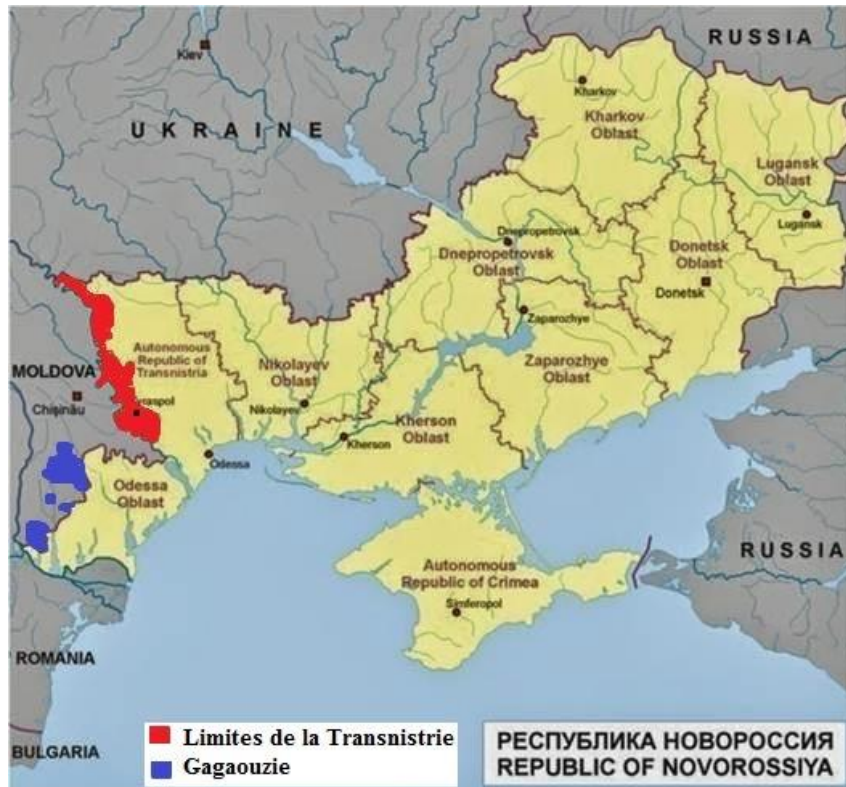 RUSSIA
Kiev
UKRAINE
Kharkov
Kharkov
Oblast
Lugansk
Oblast
Lugansk
Dnepropetrovsk
Dnepropetrovsk
Oblast
Donetsk
Oblast
Donetsk
Zaparozhye
Autonomous
Republic of
Transnistria
MOLDOVA
Chişinău
raspol
Nikolayev
Oblast
Nikolayev
Zaparozhye
Oblast
Kherson
Oblast
Kherson
Odessa
Odessa
Oblast
RUSSIA
Autonomous
Republic of Crimea
Simferopol
ROMANIA
BULGARIA
Limites de la Transnistrie
Gagaouzie
РЕСПУБЛИКА НОВОРОССИЯ
REPUBLIC OF NOVOROSSIYA